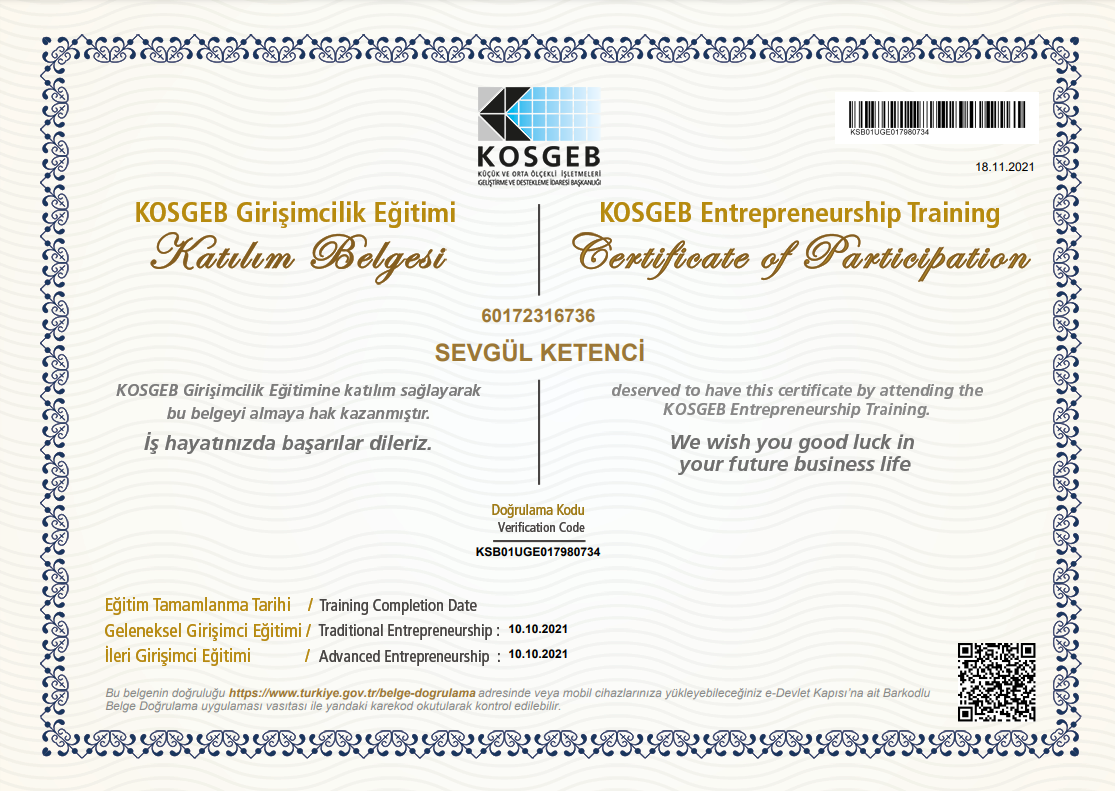 KOSGEB
KÜÇÜK VE ORTA ÖLÇEKLİ İŞLETMELERİ
GELİŞTİRME VE DESTEKLEME İDARESİ BAŞKANLIĞI
KSB01UGE017980734
18.11.2021
KOSGEB Girişimcilik Eğitimi
Katılım Belgesi
KOSGEB Entrepreneurship Training
Certificate of Participation
60172316736
SEVGÜL KETENCİ
KOSGEB Girişimcilik Eğitimine katılım sağlayarak
bu belgeyi almaya hak kazanmıştır.
İş hayatınızda başarılar dileriz.
deserved to have this certificate by attending the
KOSGEB Entrepreneurship Training.
We wish you good luck in
your future business life
Doğrulama Kodu
Verification Code
KSB01UGE017980734
Eğitim Tamamlanma Tarihi / Training Completion Date
Geleneksel Girişimci Eğitimi / Traditional Entrepreneurship : 10.10.2021
İleri Girişimci Eğitimi / Advanced Entrepreneurship : 10.10.2021
Bu belgenin doğruluğu https://www.turkiye.gov.tr/belge-dogrulama adresinde veya mobil cihazlarınıza yükleyebileceğiniz e-Devlet Kapısı'na ait Barkodlu
Belge Doğrulama uygulaması vasıtası ile yandaki karekod okutularak kontrol edilebilir.